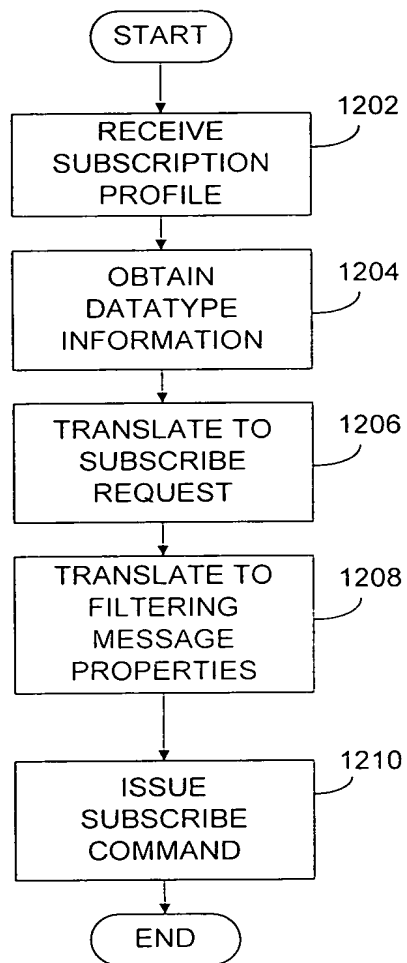 START
1202
RECEIVE
SUBSCRIPTION
PROFILE
1204
OBTAIN
DATATYPE
INFORMATION
1206
TRANSLATE TO
SUBSCRIBE
REQUEST
1208
TRANSLATE TO
FILTERING
MESSAGE
PROPERTIES
1210
ISSUE
SUBSCRIBE
COMMAND
END